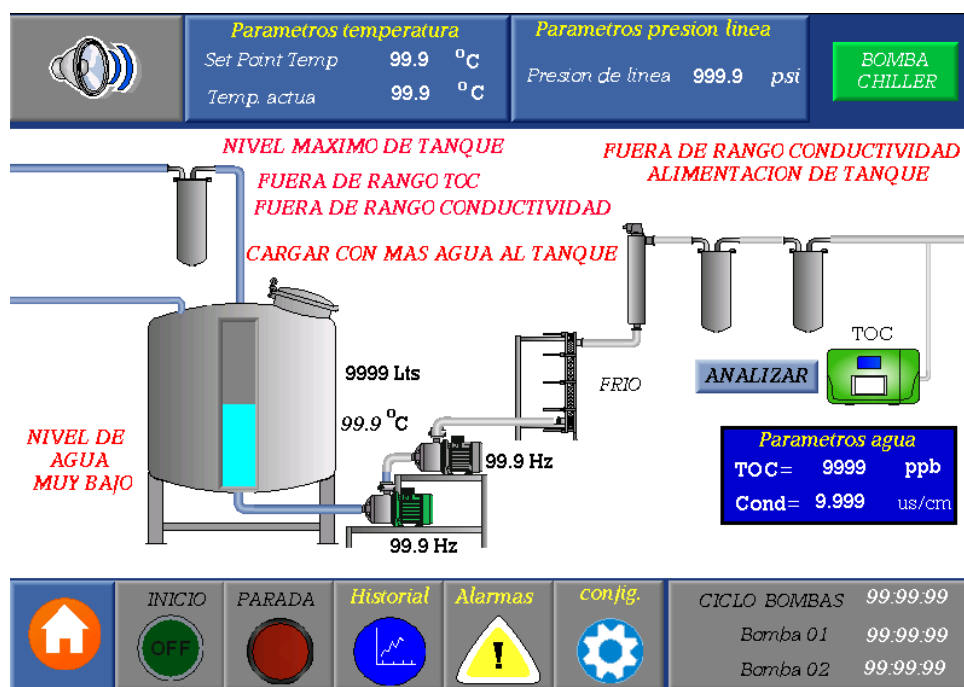 Parametros temperatura
Set Point Temp 99.9 °C
Temp. actua 99.9 °C
Parametros presion linea
Presion de linea 999.9 psi
BOMBA
CHILLER
NIVEL MAXIMO DE TANQUE
FUERA DE RANGO TOC
FUERA DE RANGO CONDUCTIVIDAD
CARGAR CON MAS AGUA AL TANQUE
FUERA DE RANGO CONDUCTIVIDAD
ALIMENTACION DE TANQUE
TOC
ANALIZAR
FRIO
9999 Lts
99.9 °C
NIVEL DE
AGUA
MUY BAJO
99.9 Hz
99.9 Hz
Parametros agua
TOC= 9999 ppb
Cond= 9.999 us/cm
INICIO
OFF
PARADA
Historial
Alarmas
config.
CICLO BOMBAS 99:99:99
Bomba 01 99:99:99
Bomba 02 99:99:99